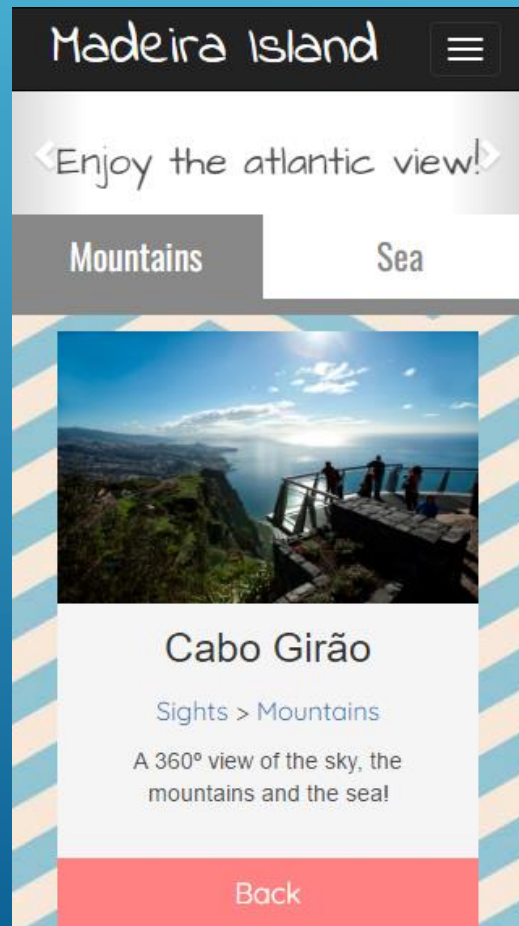 Madeira Island
Enjoy the atlantic view!
Mountains Sea
Cabo Girão
Sights > Mountains
A 360º view of the sky, the
mountains and the sea!
Back